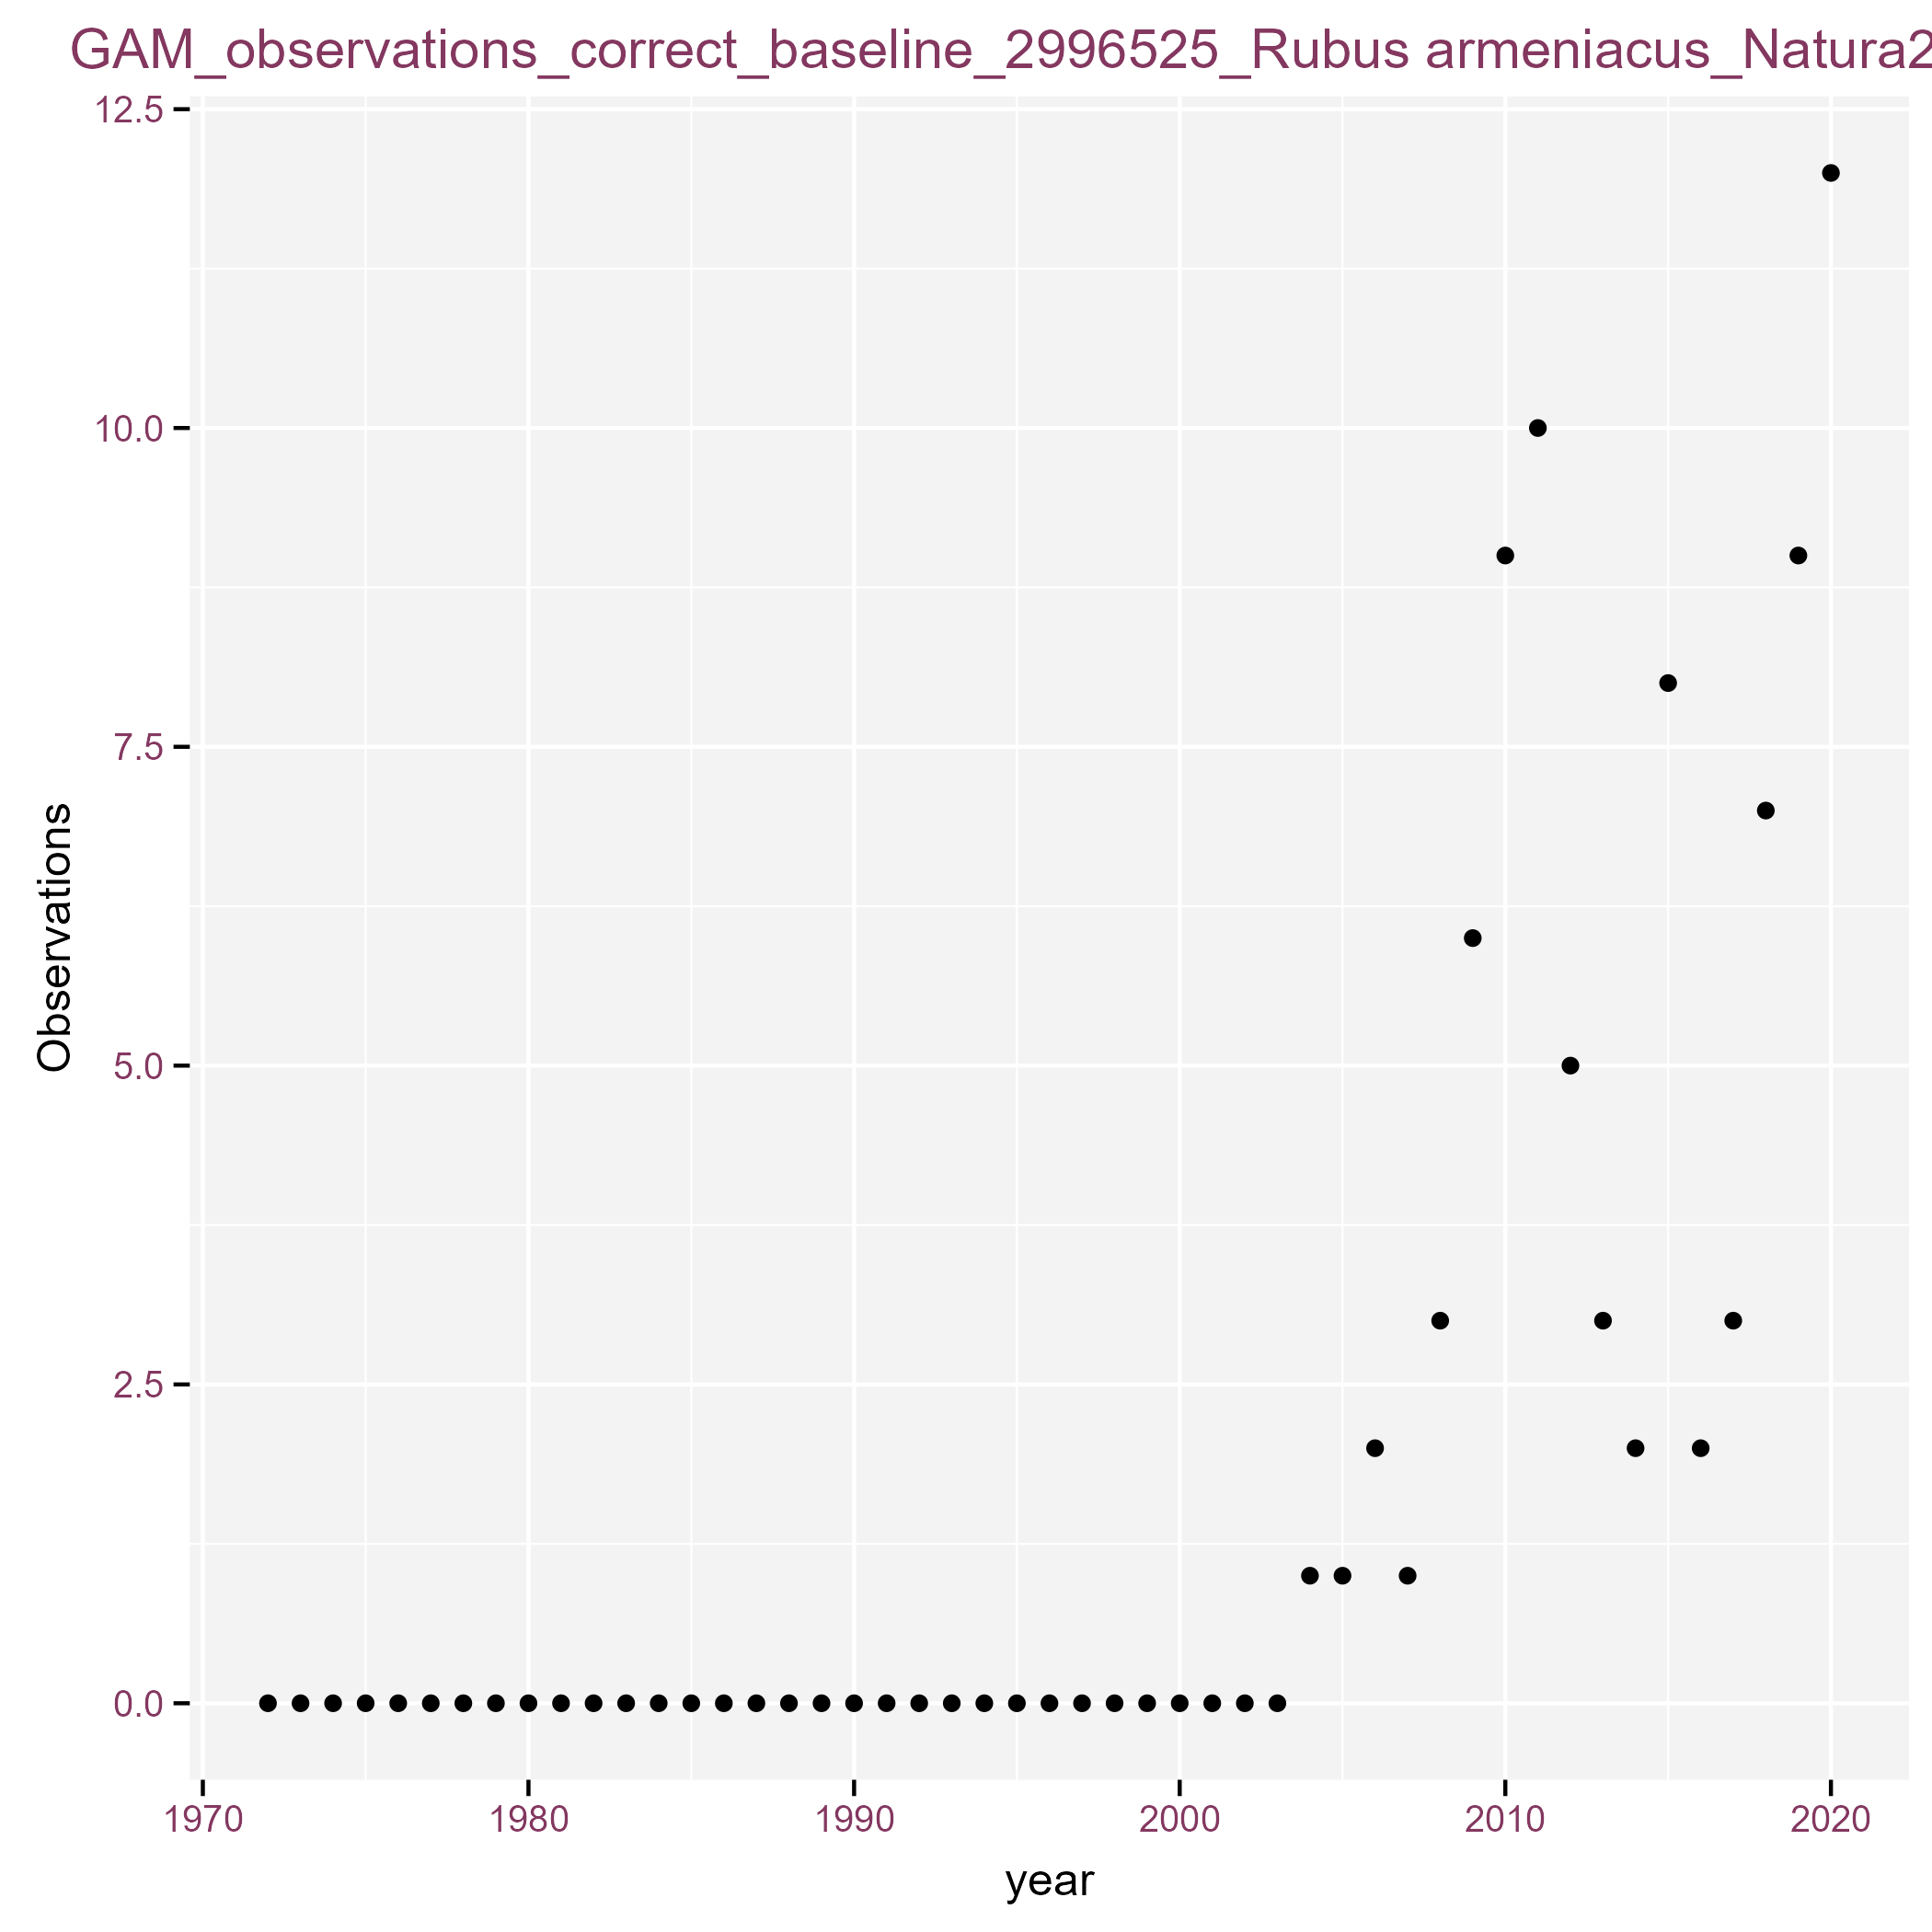 GAM_observations_correct_baseline_2996525_Rubus armeniacus_Natura2
12.5
10.0
7.5
5.0
2.5
0.0
Observations
1970 1980 1990 2000 2010 2020
year